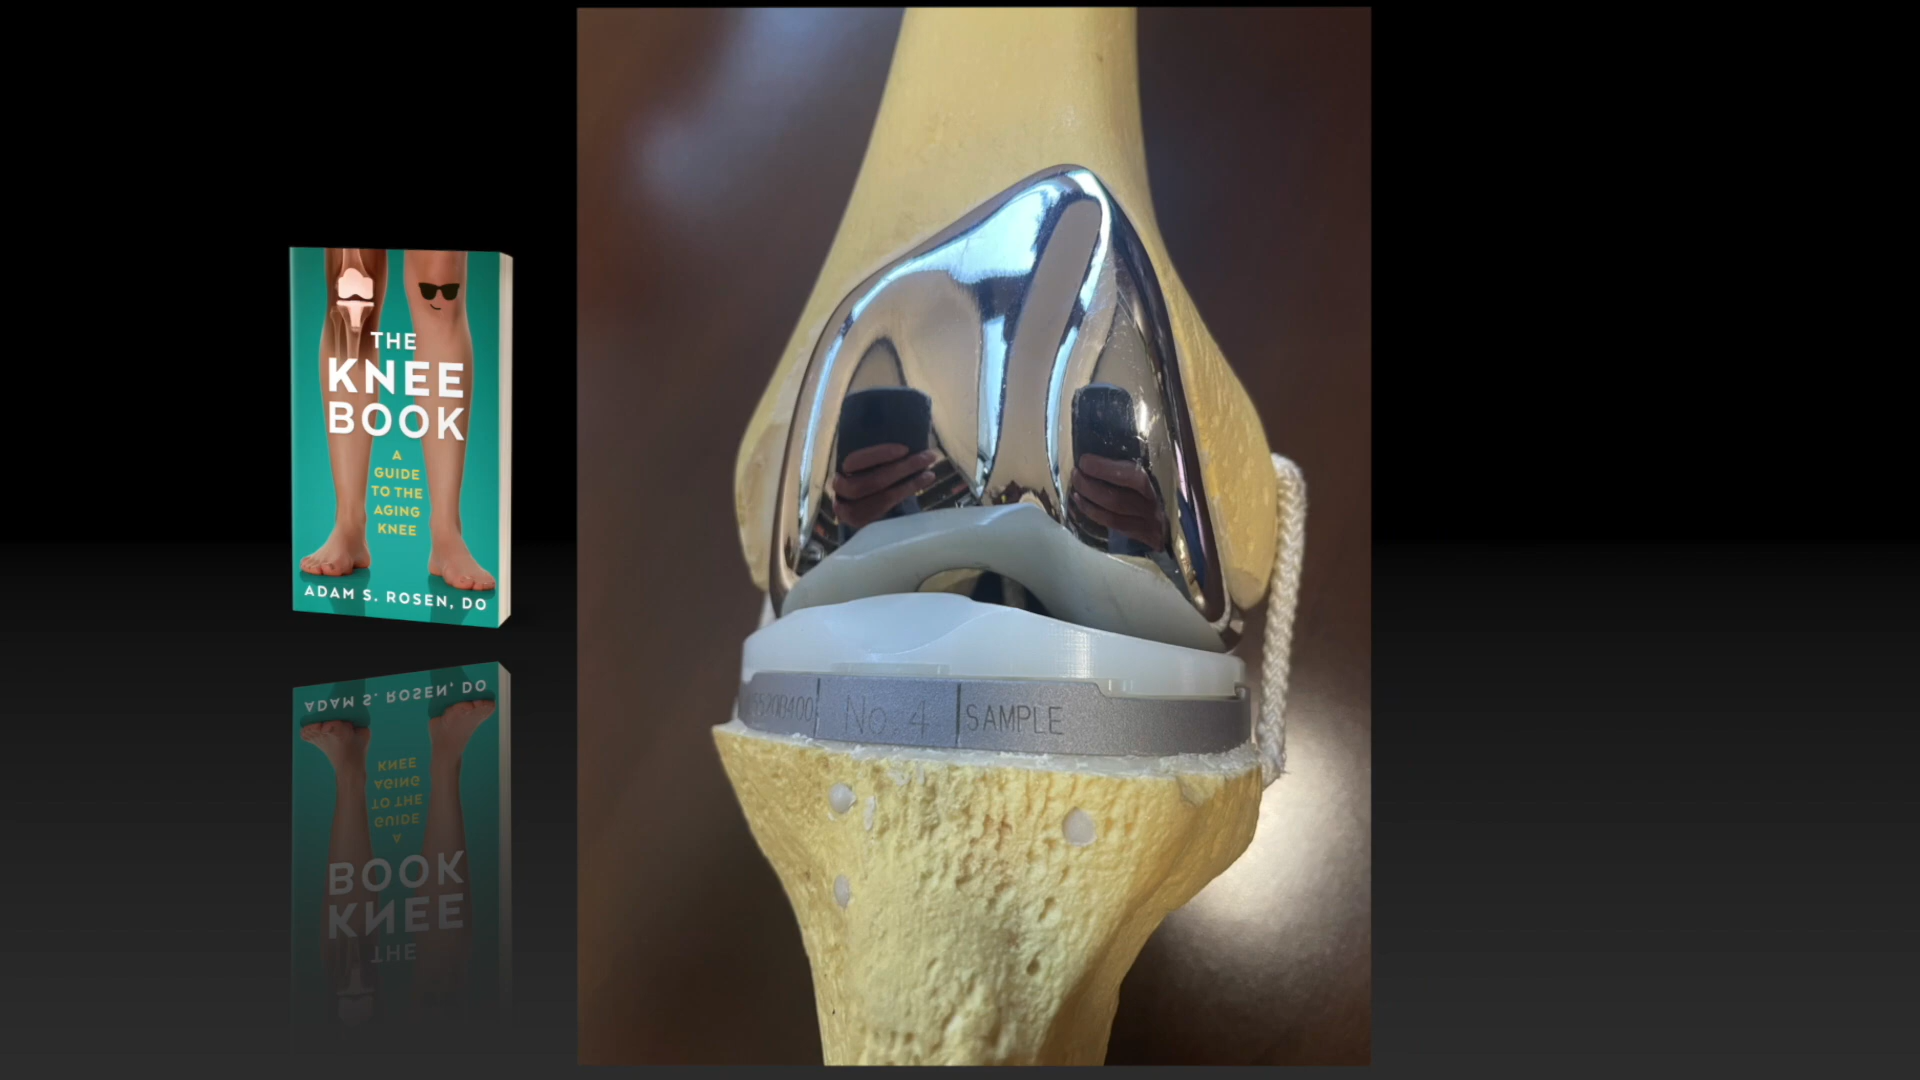 THE
KNEE
BOOK
A
GUIDE
TO THE
AGING
KNEE
ADAM S. ROSEN, DO
No. 4
SAMPLE